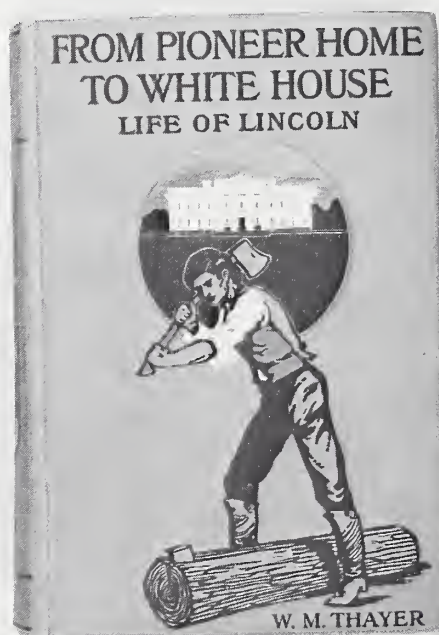 FROM PIONEER HOME
TO WHITE HOUSE
LIFE OF LINCOLN
W. M. THAYER